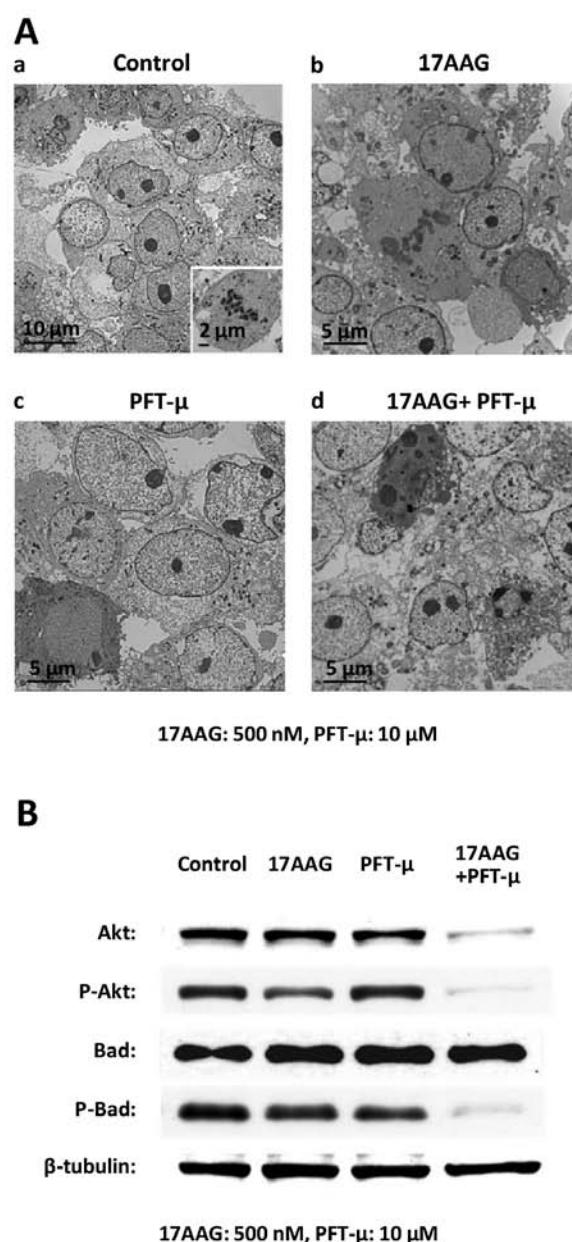 A
a Control b 17AAG
10 µm 2 µm 5 µm
c PFT-µ d 17AAG+ PFT-µ
5 µm 5 µm
17AAG: 500 nM, PFT-µ: 10 µM
B
Control 17AAG PFT-µ 17AAG
+PFT-µ
Akt:
P-Akt:
Bad:
P-Bad:
β-tubulin:
17AAG: 500 nM, PFT-µ: 10 µM